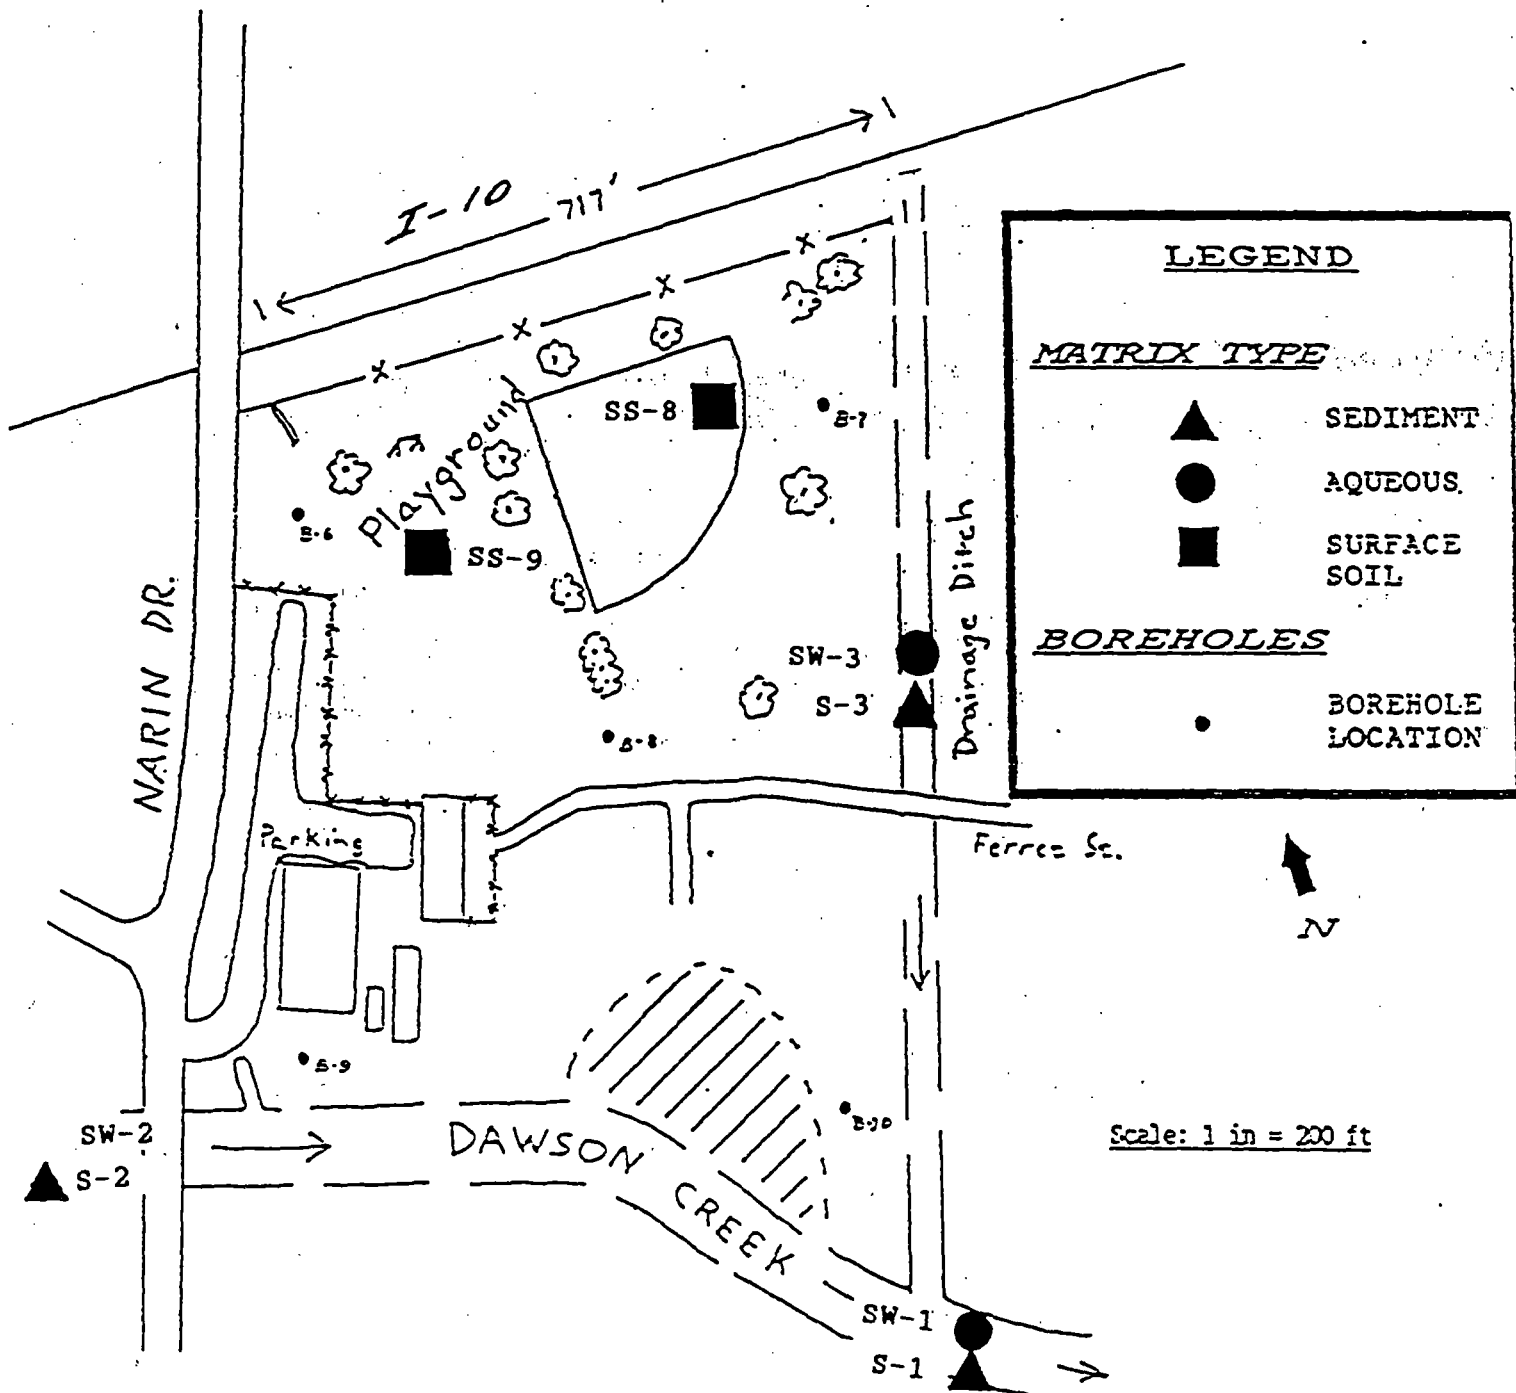 I-10
717'
LEGEND
MATRIX TYPE
SEDIMENT
AQUEOUS
SURFACE
SOIL
BOREHOLES
BOREHOLE
LOCATION
SS-8
B-7
Playground
B-6
SS-9
NARIN DR.
Drainage Ditch
SW-3
S-3
B-8
Parking
Ferrez St.
N
B-9
B-10
SW-2
S-2
DAWSON CREEK
Scale: 1 in = 200 ft
SW-1
S-1